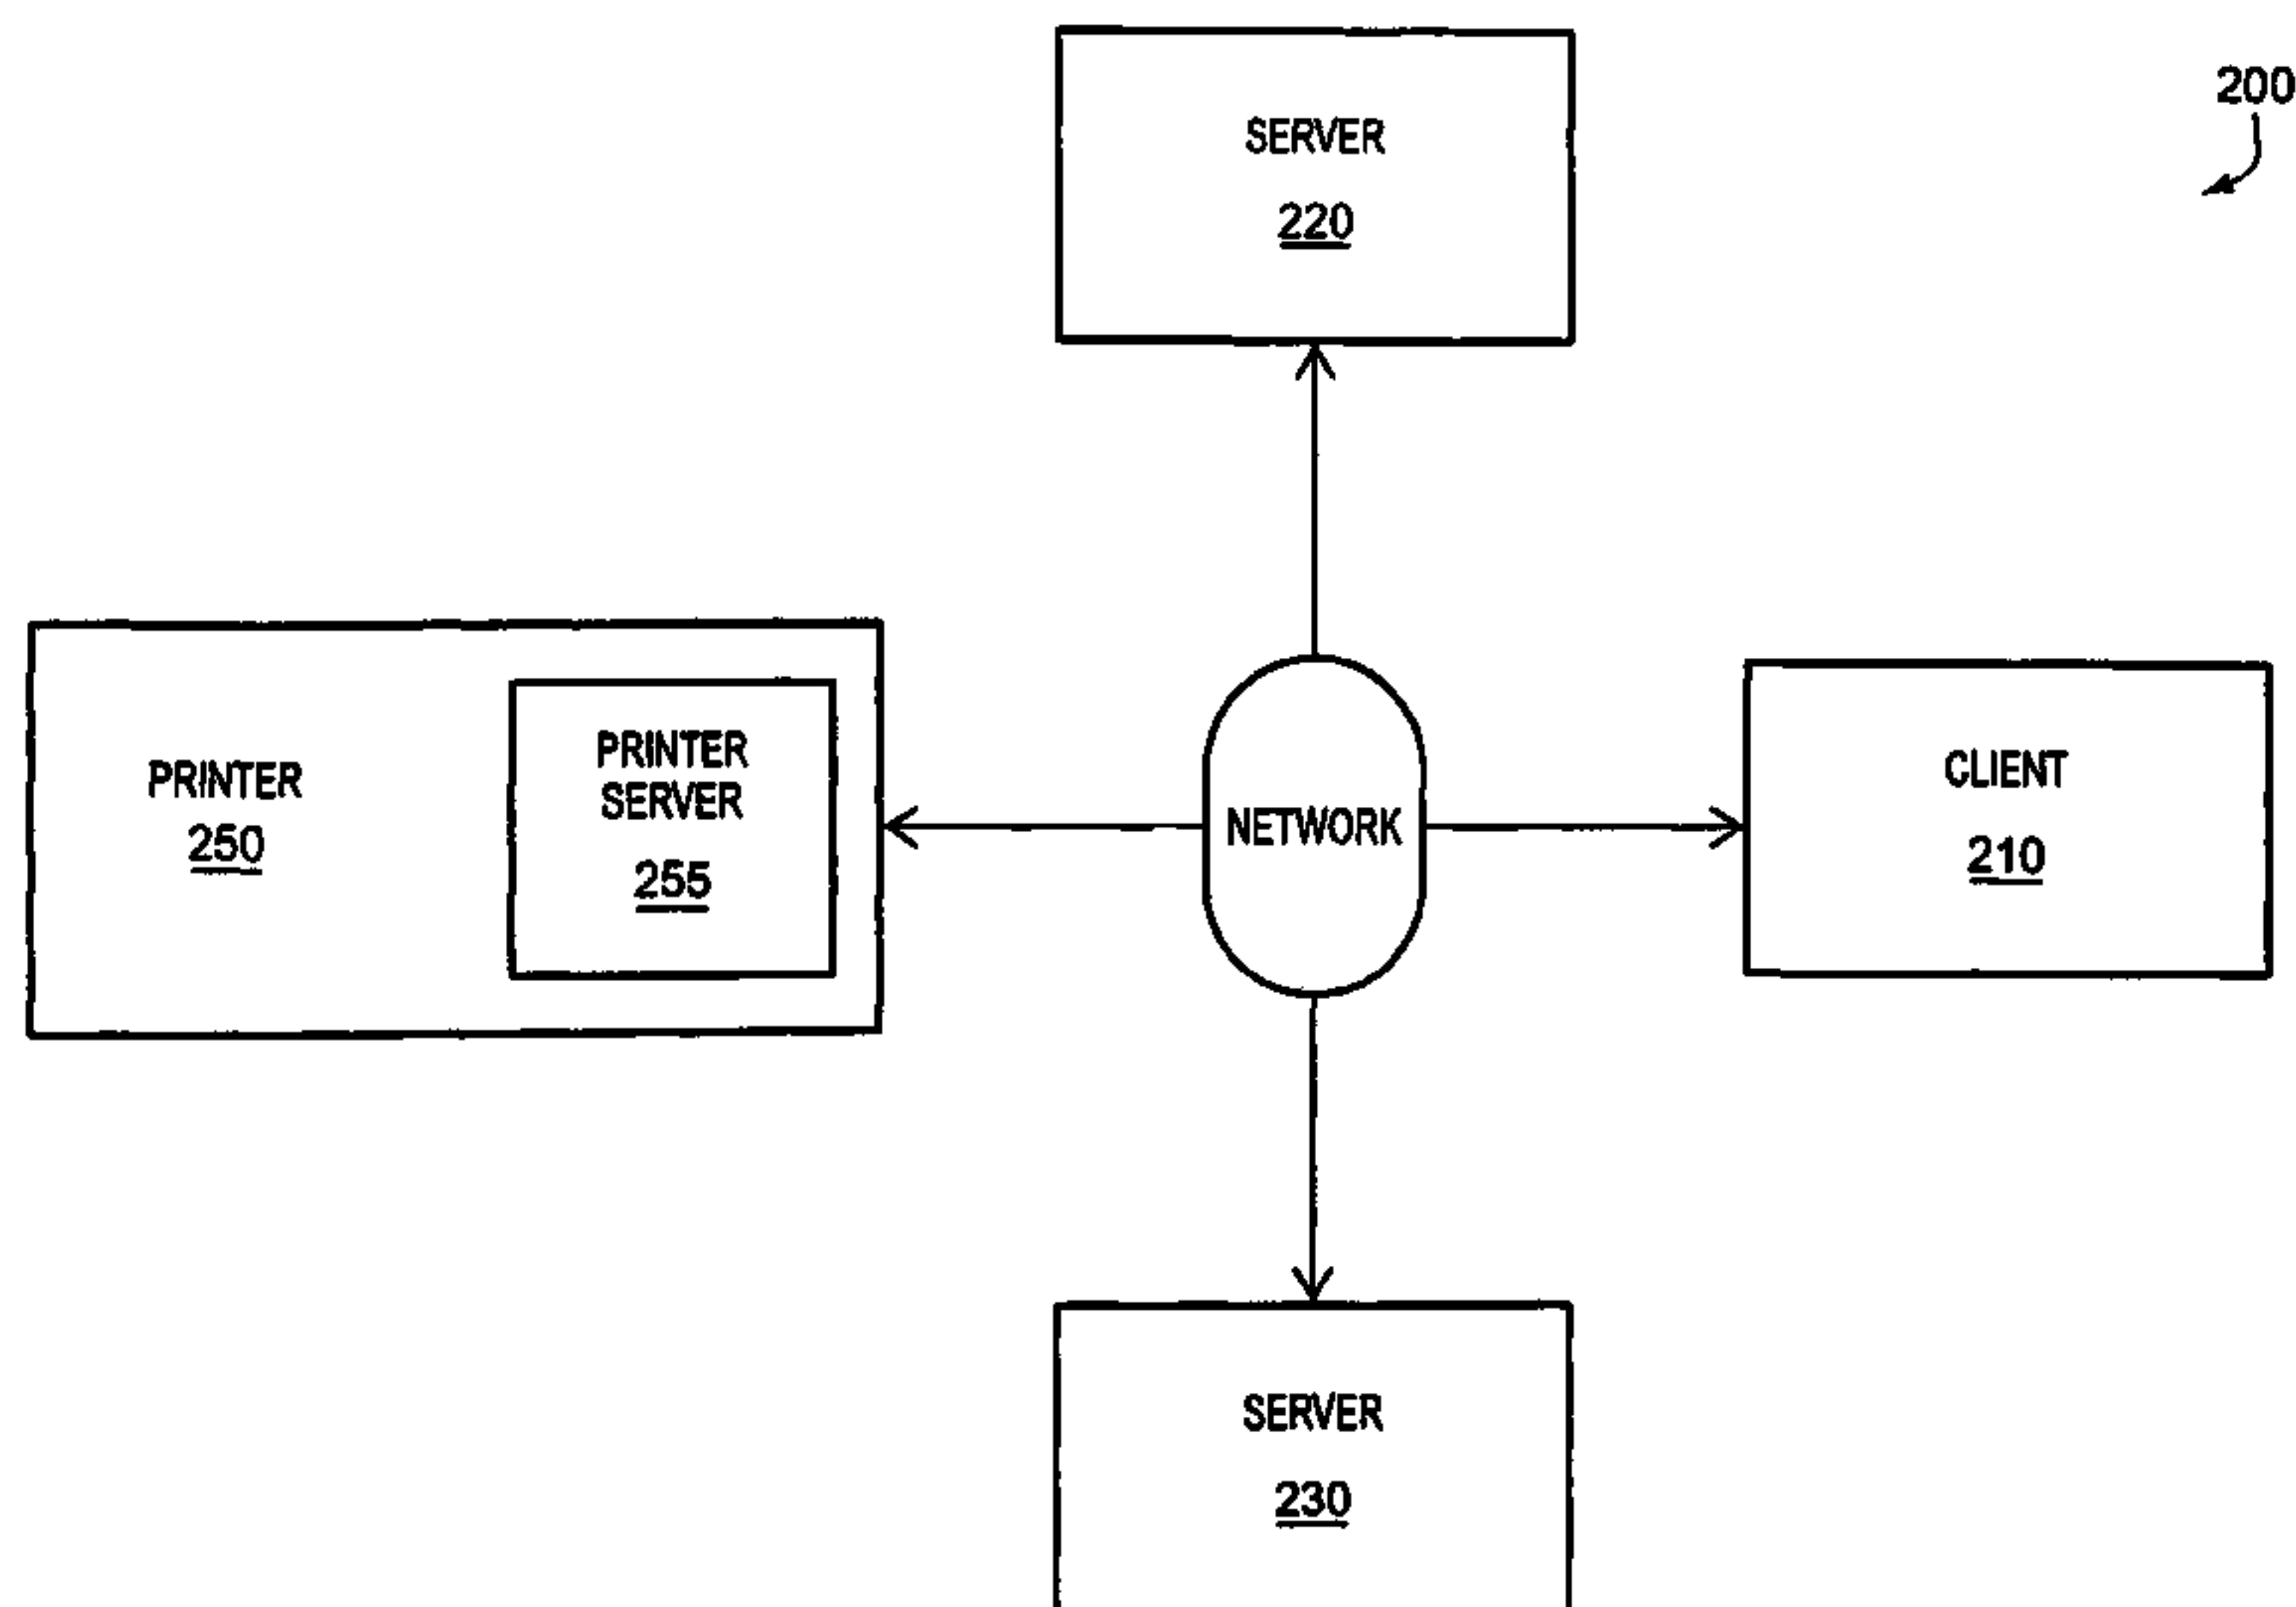 200
SERVER
220
PRINTER
250
PRINTER
SERVER
255
NETWORK
CLIENT
210
SERVER
230